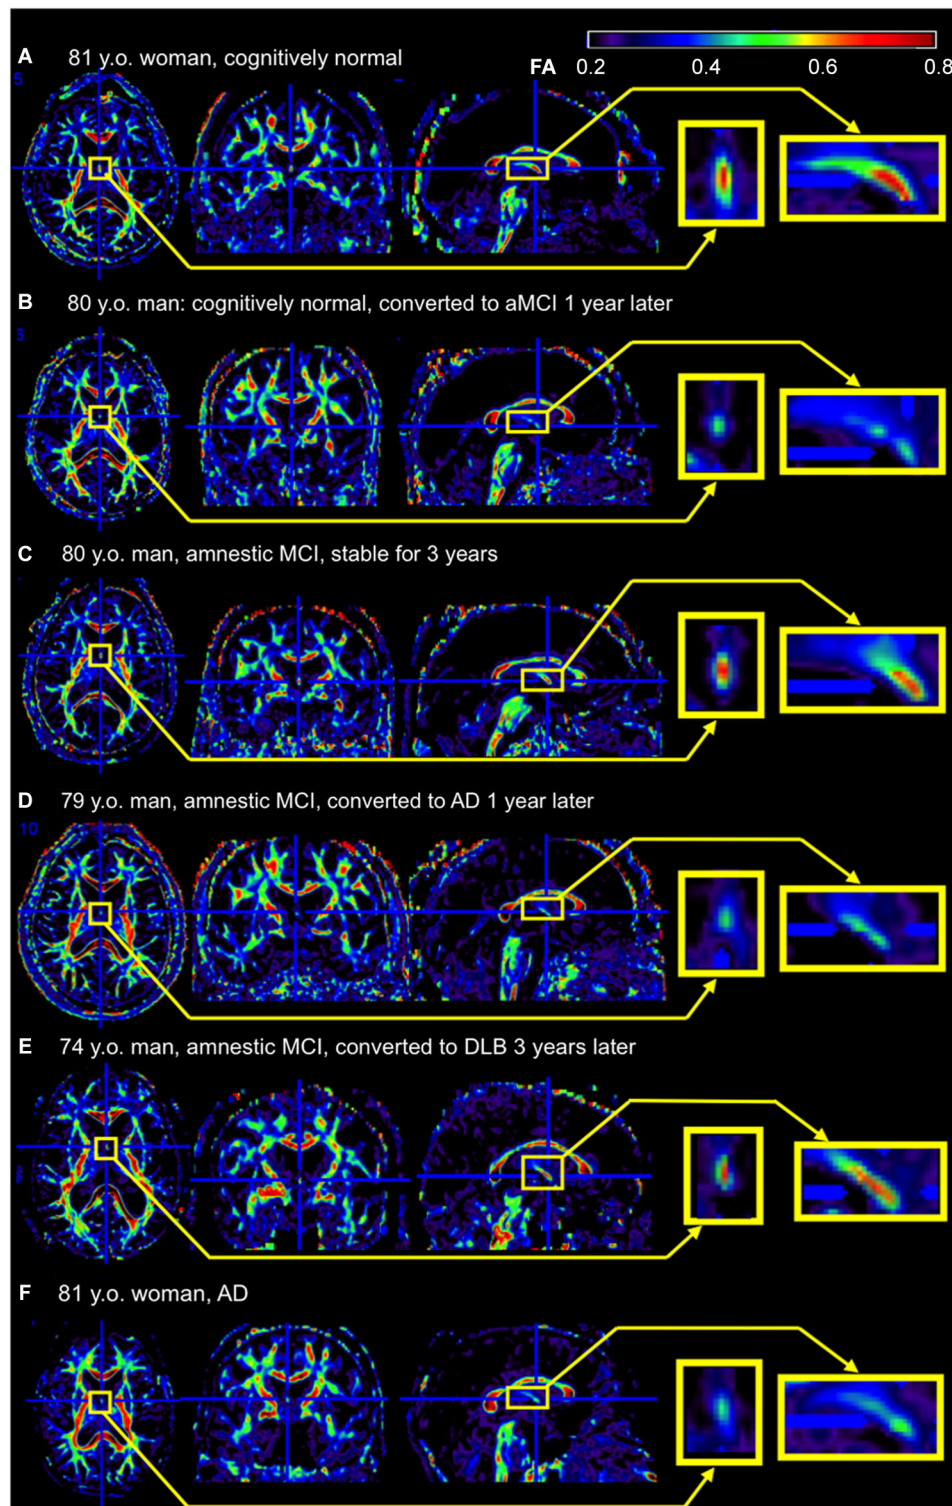 A 81 y.o. woman, cognitively normal
FA
0.2 0.4 0.6 0.8
5
B 80 y.o. man: cognitively normal, converted to aMCI 1 year later
C 80 y.o. man, amnestic MCI, stable for 3 years
D 79 y.o. man, amnestic MCI, converted to AD 1 year later
10
E 74 y.o. man, amnestic MCI, converted to DLB 3 years later
F 81 y.o. woman, AD